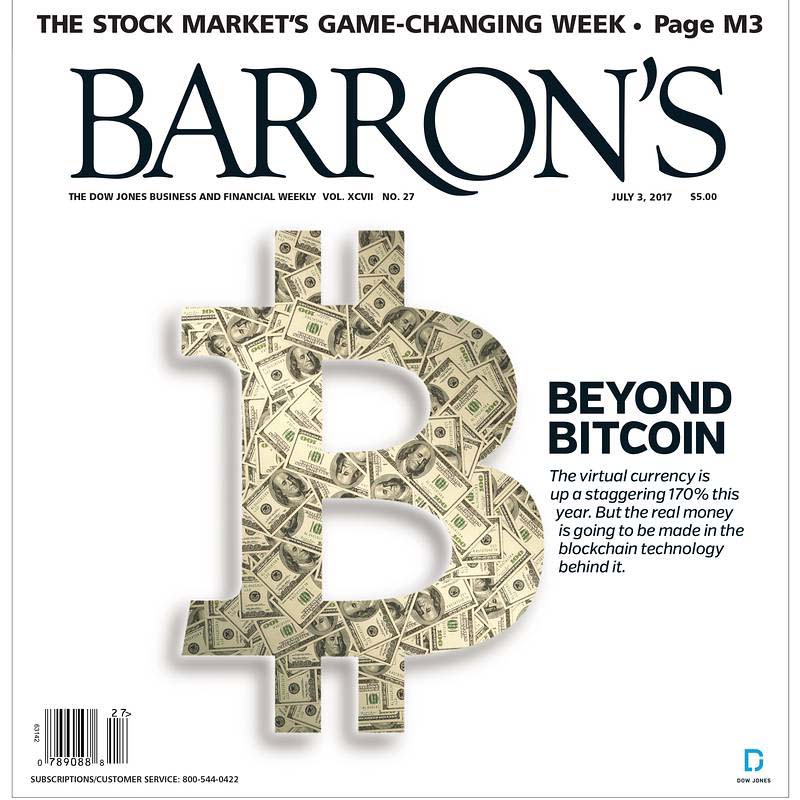 THE STOCK MARKET'S GAME-CHANGING WEEK • Page M3
BARRON'S
THE DOW JONES BUSINESS AND FINANCIAL WEEKLY VOL. XCVII NO. 27 JULY 3, 2017 $5.00
BEYOND
BITCOIN
The virtual currency is
up a staggering 170% this
year. But the real money
is going to be made in the
blockchain technology
behind it.
27>
63142
0 789088 8
SUBSCRIPTIONS/CUSTOMER SERVICE: 800-544-0422
DOW JONES